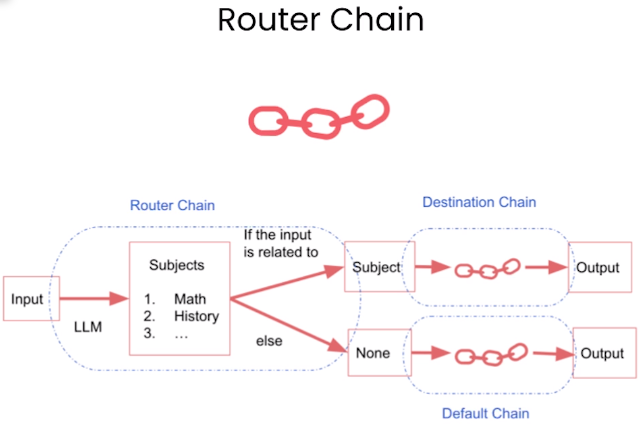 Router Chain
Router Chain
Destination Chain
If the input
is related to
Subjects
1. Math
2. History
3. ...
Input
LLM
else
Subject
Output
None
Output
Default Chain